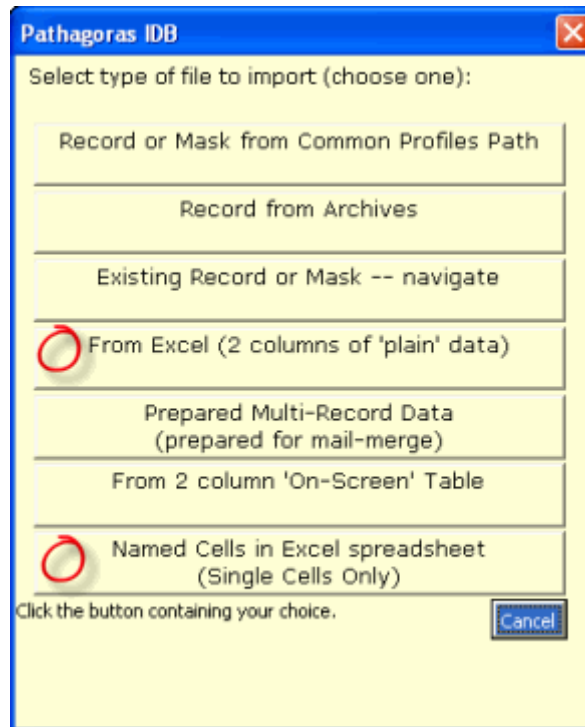 Pathagoras IDB
Select type of file to import (choose one):
Record or Mask from Common Profiles Path
Record from Archives
Existing Record or Mask -- navigate
From Excel (2 columns of 'plain' data)
Prepared Multi-Record Data
(prepared for mail-merge)
From 2 column 'On-Screen' Table
Named Cells in Excel spreadsheet
(Single Cells Only)
Click the button containing your choice.
Cancel